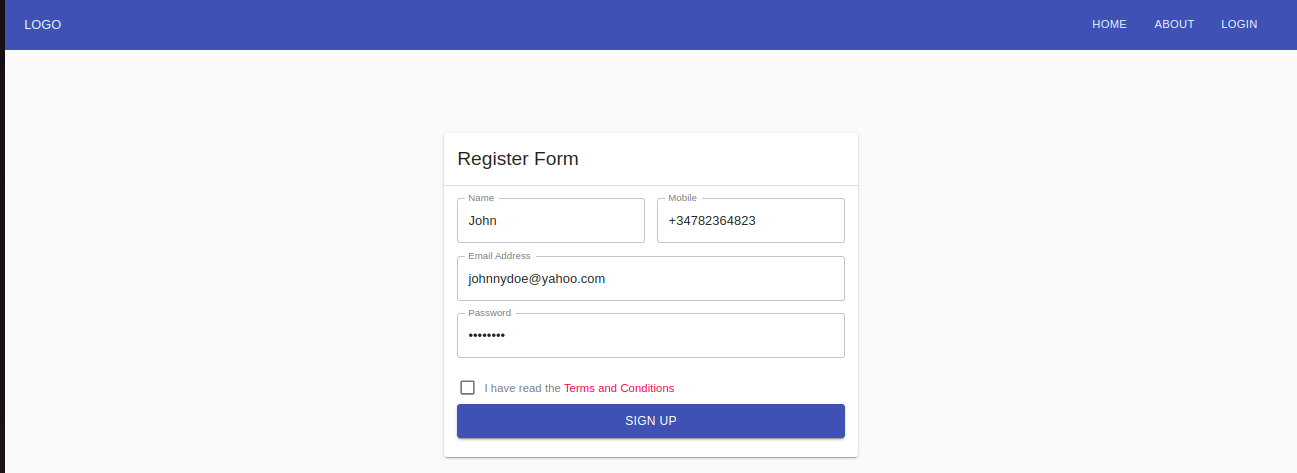 LOGO HOME ABOUT LOGIN
Register Form
Name Mobile
John +34782364823
Email Address
johnnydoe@yahoo.com
Password
••••••••
I have read the Terms and Conditions
SIGN UP